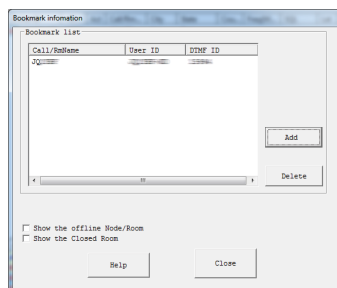 Bookmark infomation
Bookmark list
Call/RmName User ID DTMF ID
Add
Delete
Show the offline Node/Room
Show the Closed Room
Help Close